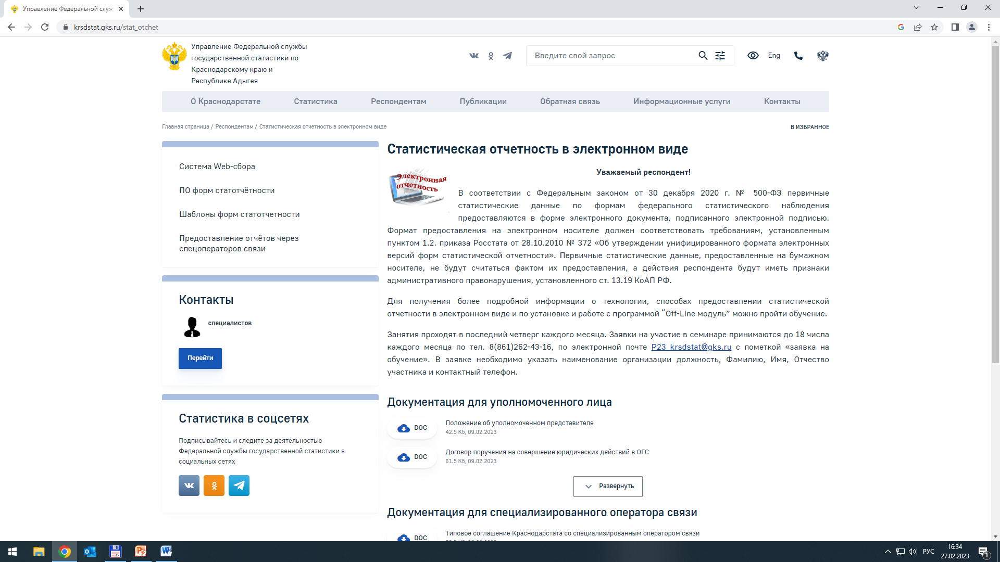 Управление Федеральной служ
krsdstat.gks.ru/stat_otchet
Управление Федеральной службы
государственной статистики по
Краснодарскому краю и
Республике Адыгея
Введите свой запрос
Eng
О Краснодарстате
Статистика
Респондентам
Публикации
Обратная связь
Информационные услуги
Контакты
Главная страница / Респондентам / Статистическая отчетность в электронном виде
В ИЗБРАННОЕ
Система Web-сбора
ПО форм статотчётности
Шаблоны форм статотчетности
Предоставление отчётов через
спецоператоров связи
Контакты
специалистов
Перейти
Статистика в соцсетях
Подписывайтесь и следите за деятельностью
Федеральной службы государственной статистики в
социальных сетях
Статистическая отчетность в электронном виде
Электронная
отчетность
Уважаемый респондент!
В соответствии с Федеральным законом от 30 декабря 2020 г. № 500-ФЗ первичные
статистические данные по формам федерального статистического наблюдения
предоставляются в форме электронного документа, подписанного электронной подписью.
Формат предоставления на электронном носителе должен соответствовать требованиям, установленным
пунктом 1.2. приказа Росстата от 28.10.2010 № 372 «Об утверждении унифицированного формата электронных
версий форм статистической отчетности». Первичные статистические данные, предоставленные на бумажном
носителе, не будут считаться фактом их предоставления, а действия респондента будут иметь признаки
административного правонарушения, установленного ст. 13.19 КоАП РФ.
Для получения более подробной информации о технологии, способах предоставлении статистической
отчетности в электронном виде и по установке и работе с программой “Off-Line модуль” можно пройти обучение.
Занятия проходят в последний четверг каждого месяца. Заявки на участие в семинаре принимаются до 18 числа
каждого месяца по тел. 8(861)262-43-16, по электронной почте P23_krsdstat@gks.ru с пометкой «заявка на
обучение». В заявке необходимо указать наименование организации должность, Фамилию, Имя, Отчество
участника и контактный телефон.
Документация для уполномоченного лица
DOC
Положение об уполномоченном представителе
42.5 Кб, 09.02.2023
DOC
Договор поручения на совершение юридических действий в ОГС
61.5 Кб, 09.02.2023
Развернуть
Документация для специализированного оператора связи
DOC
Типовое соглашение Краснодарстата со специализированным оператором связи
РУС
16:34
27.02.2023
1